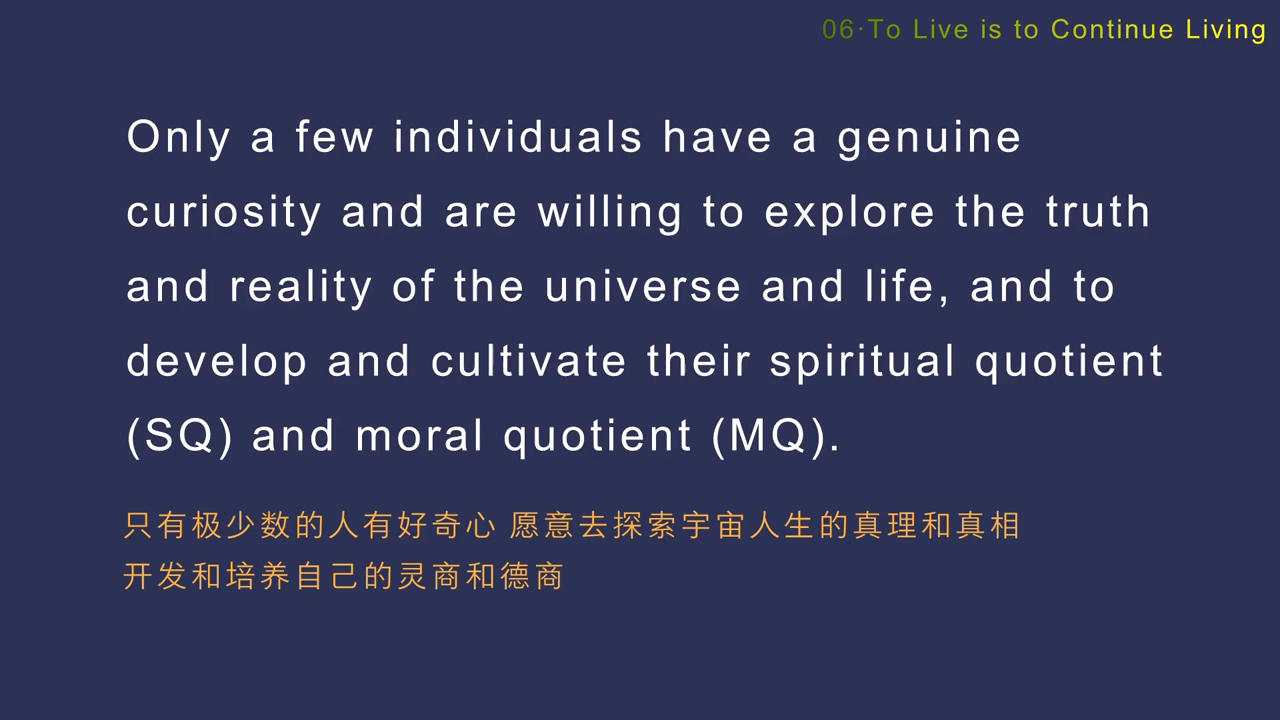 06·To Live is to Continue Living
Only a few individuals have a genuine
curiosity and are willing to explore the truth
and reality of the universe and life, and to
develop and cultivate their spiritual quotient
(SQ) and moral quotient (MQ).
只有极少数的人有好奇心 愿意去探索宇宙人生的真理和真相
开发和培养自己的灵商和德商